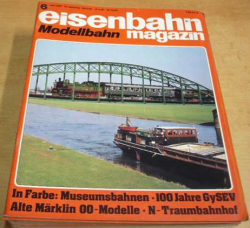 6
eisenbahn
Modellbahn magazin
In Farbe: Museumsbahnen · 100 Jahre GySEV
Alte Märklin 00-Modelle · N-Traumbahnhof